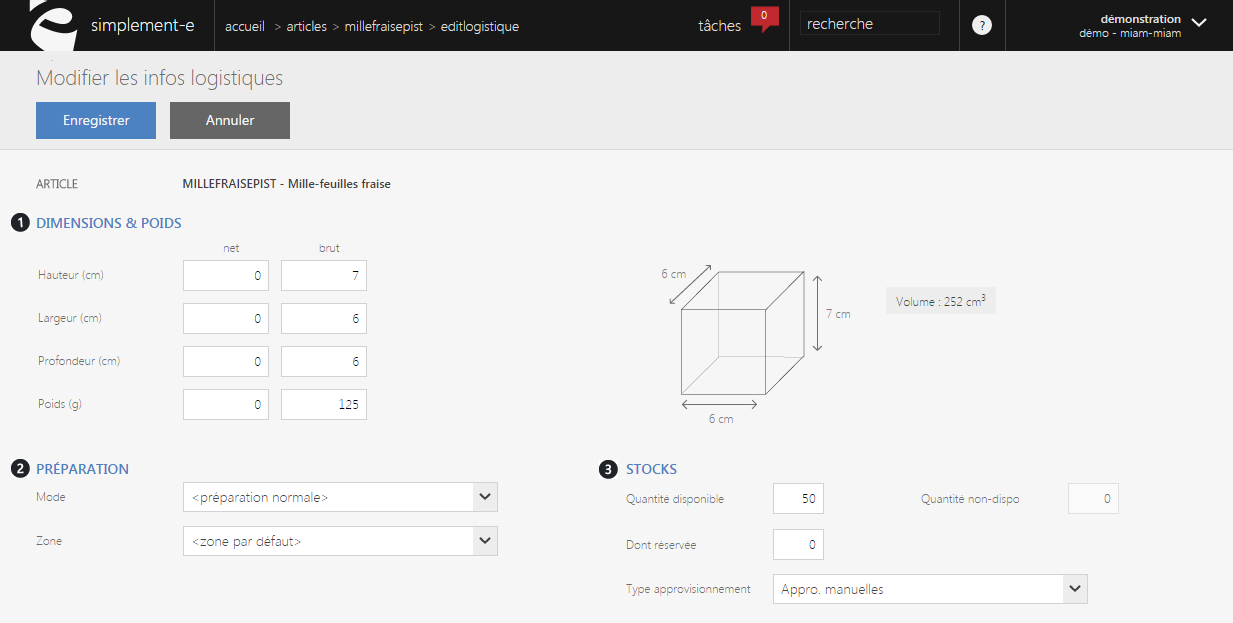 simplement-e
accueil > articles > millefraisepist > editlogistique
tâches
0
recherche
?
démonstration
démo - miam-miam
Modifier les infos logistiques
Enregistrer
Annuler
ARTICLE
MILLEFRAISEPIST - Mille-feuilles fraise
1 DIMENSIONS & POIDS
net brut
Hauteur (cm) 0 7
Largeur (cm) 0 6
Profondeur (cm) 0 6
Poids (g) 0 125
6 cm
7 cm
6 cm
Volume : 252 cm³
2 PRÉPARATION
Mode <préparation normale>
Zone <zone par défaut>
3 STOCKS
Quantité disponible 50 Quantité non-dispo 0
Dont réservée 0
Type approvisionnement Appro. manuelles